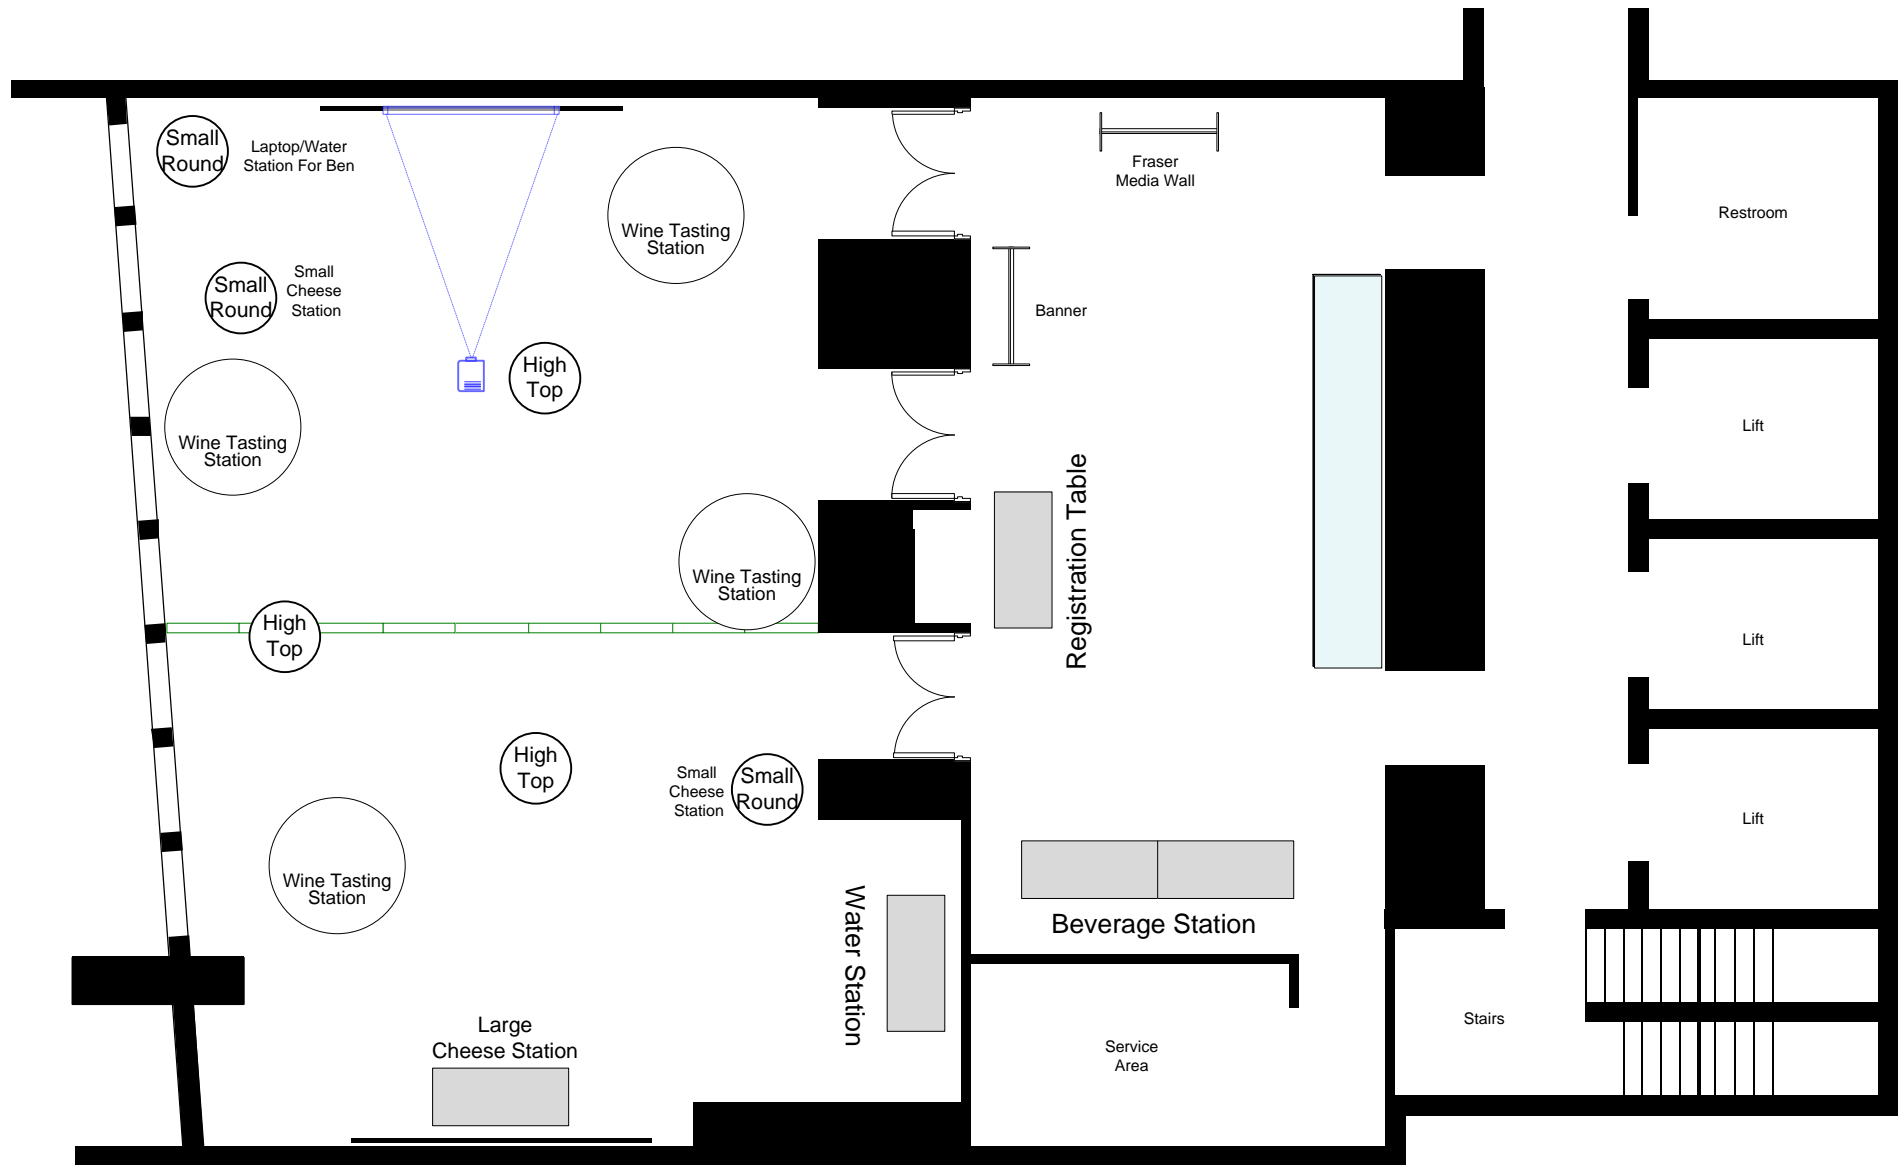 Small
Round
Laptop/Water
Station For Ben
Wine Tasting
Station
Fraser
Media Wall
Restroom
Small
Round
Small
Cheese
Station
Banner
High
Top
Wine Tasting
Station
Lift
Registration Table
Wine Tasting
Station
High
Top
Lift
High
Top
Small
Cheese
Station
Small
Round
Lift
Wine Tasting
Station
Water Station
Beverage Station
Large
Cheese Station
Service
Area
Stairs